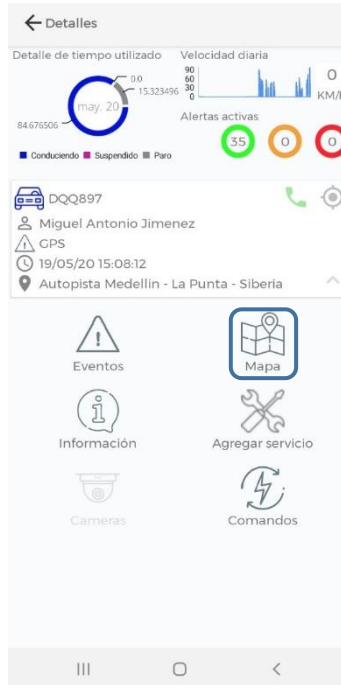 Detalles
Detalle de tiempo utilizado
Velocidad diaria
0.0
15.323496
may. 20
84.676506
Conduciendo Suspendido Paro
90
60
30
0
0
KM/
Alertas activas
35 0 0
DQQ897
Miguel Antonio Jimenez
GPS
19/05/20 15:08:12
Autopista Medellin - La Punta - Siberia
Eventos
Mapa
Información
Agregar servicio
Cameras
Comandos